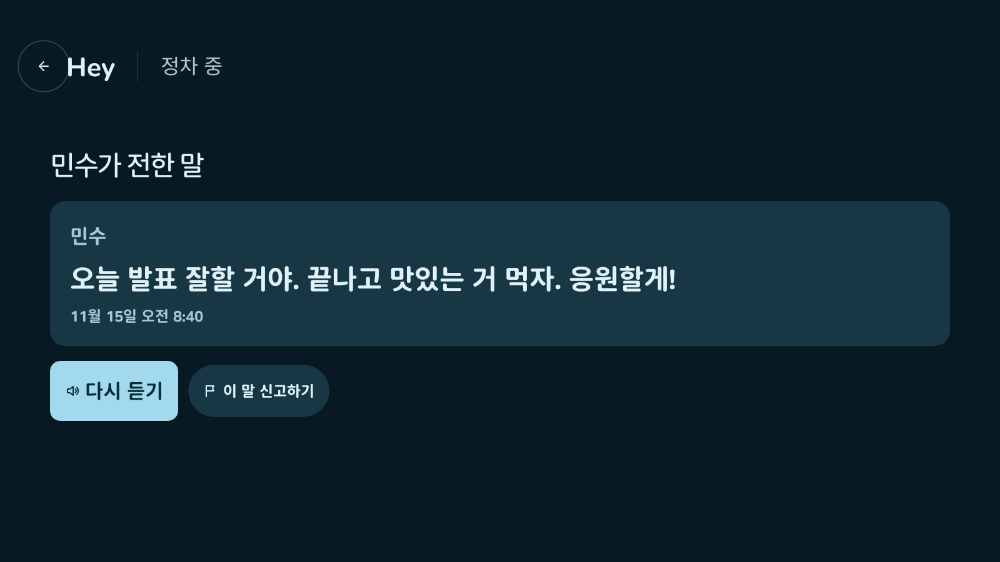 Hey
정차 중
민수가 전한 말
민수
오늘 발표 잘할 거야. 끝나고 맛있는 거 먹자. 응원할게!
11월 15일 오전 8:40
다시 듣기
이 말 신고하기